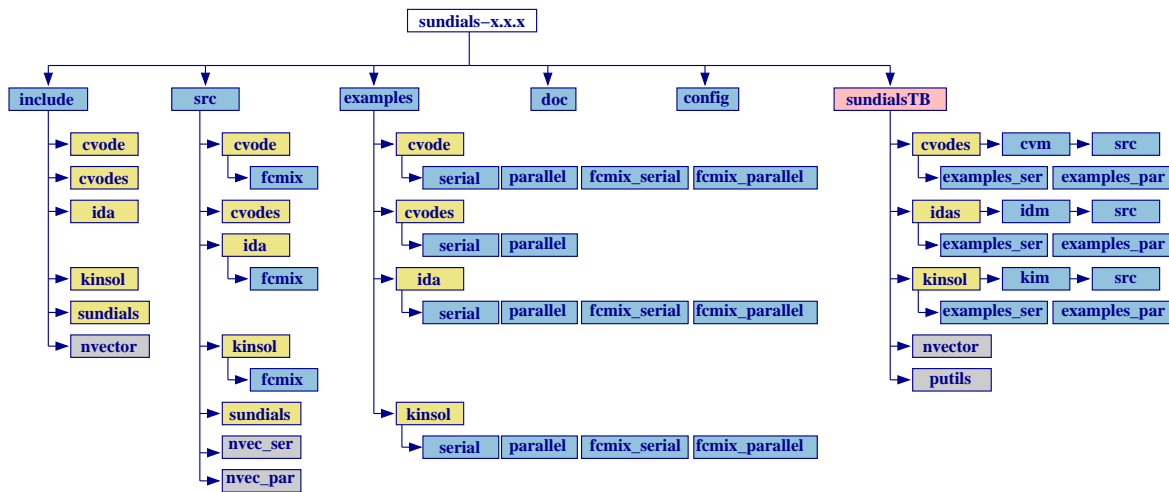 sundials−x.x.x
include
src
examples
doc
config
sundialsTB
cvode
cvodes
ida
kinsol
sundials
nvector
cvode
fcmix
cvodes
ida
fcmix
kinsol
fcmix
sundials
nvec_ser
nvec_par
cvode
serial parallel fcmix_serial fcmix_parallel
cvodes
serial parallel
ida
serial parallel fcmix_serial fcmix_parallel
kinsol
serial parallel fcmix_serial fcmix_parallel
cvodes cvm src
examples_ser examples_par
idas idm src
examples_ser examples_par
kinsol kim src
examples_ser examples_par
nvector
putils